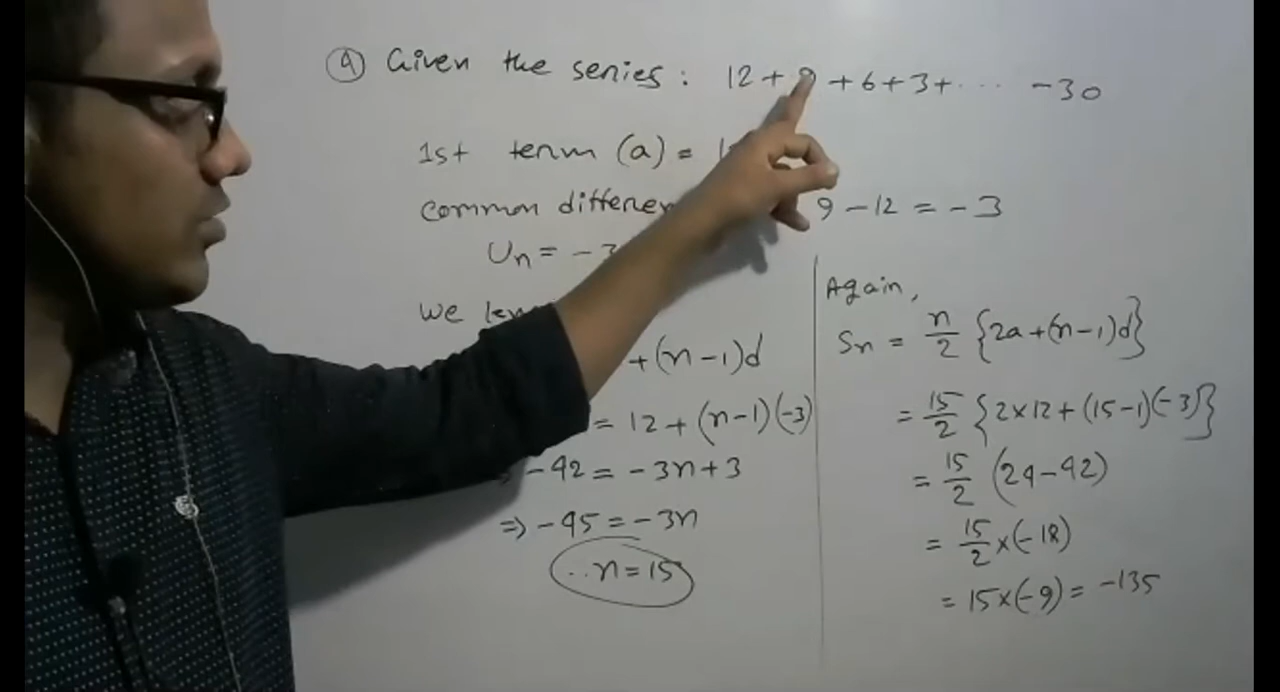 ④ Given the series: 12 + 9 + 6 + 3 + ... -30
1st term (a) =
common 9 - 12 = -3
Un = -
We
+ (n-1)d
= 12 + (n-1)(-3)
-42 = -3n + 3
⇒ -45 = -3n
∴ n = 15
Again,
Sn = n/2 {2a + (n-1)d}
= 15/2 {2×12 + (15-1)(-3)}
= 15/2 (24-42)
= 15/2 × (-18)
= 15×(-9) = -135